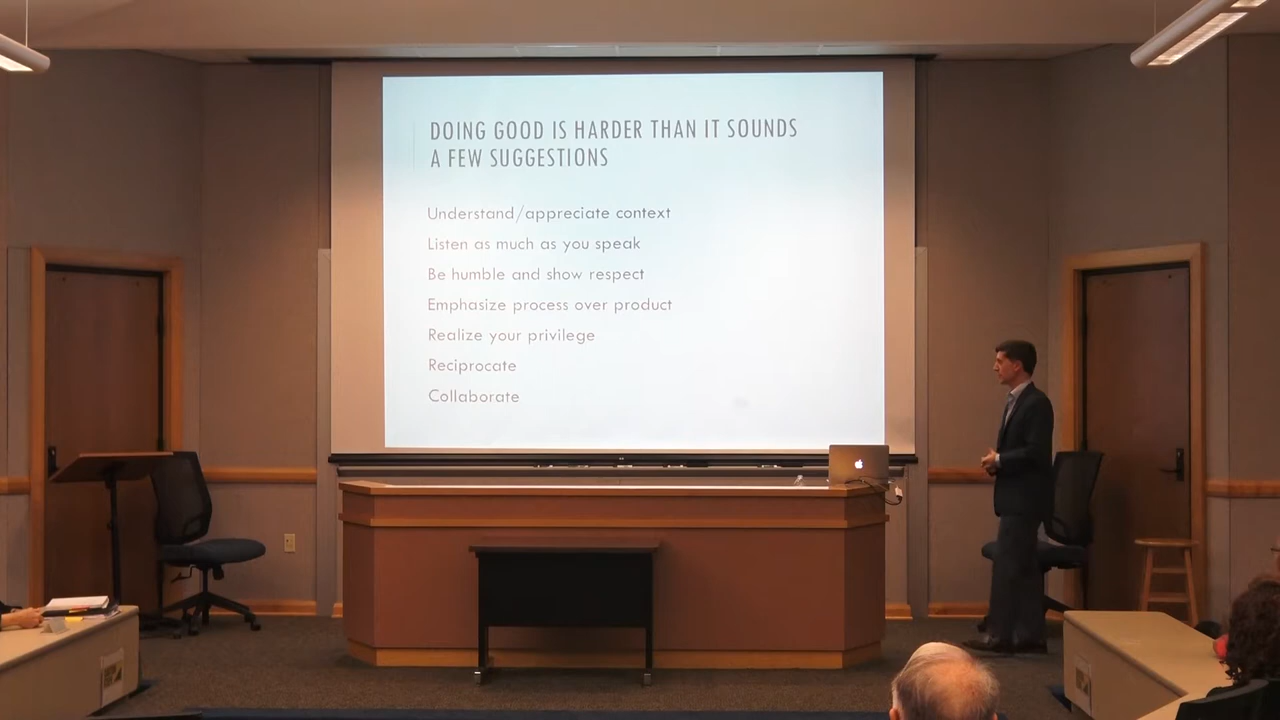 DOING GOOD IS HARDER THAN IT SOUNDS
A FEW SUGGESTIONS
Understand/appreciate context
Listen as much as you speak
Be humble and show respect
Emphasize process over product
Realize your privilege
Reciprocate
Collaborate